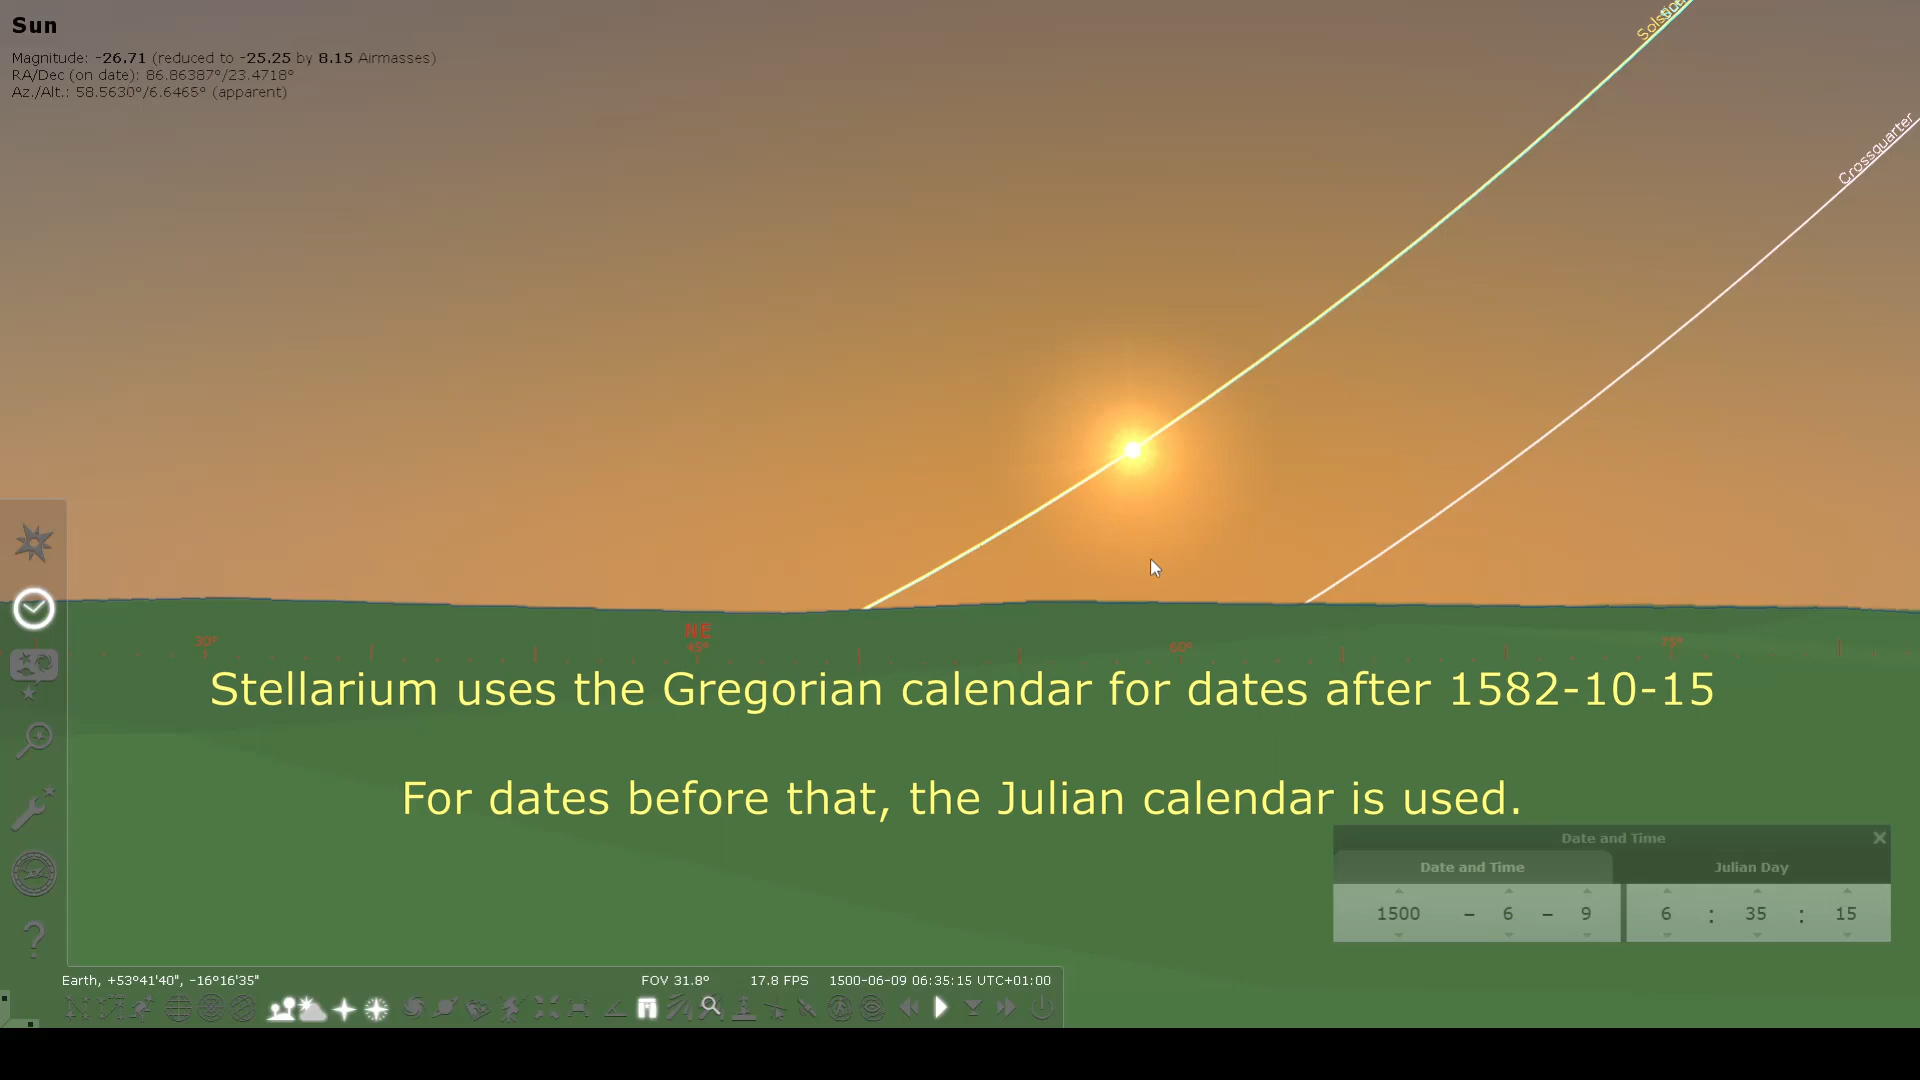 Sun
Magnitude: -26.71 (reduced to -25.25 by 8.15 Airmasses)
RA/Dec (on date): 86.86387°/23.4718°
Az./Alt.: 58.5630°/6.6465° (apparent)
Crossquarter
30°
NE
45°
60°
75°
Stellarium uses the Gregorian calendar for dates after 1582-10-15
For dates before that, the Julian calendar is used.
Date and Time
Date and Time Julian Day
1500 - 6 - 9 6 : 35 : 15
Earth, +53°41'40", -16°16'35" FOV 31.8° 17.8 FPS 1500-06-09 06:35:15 UTC+01:00